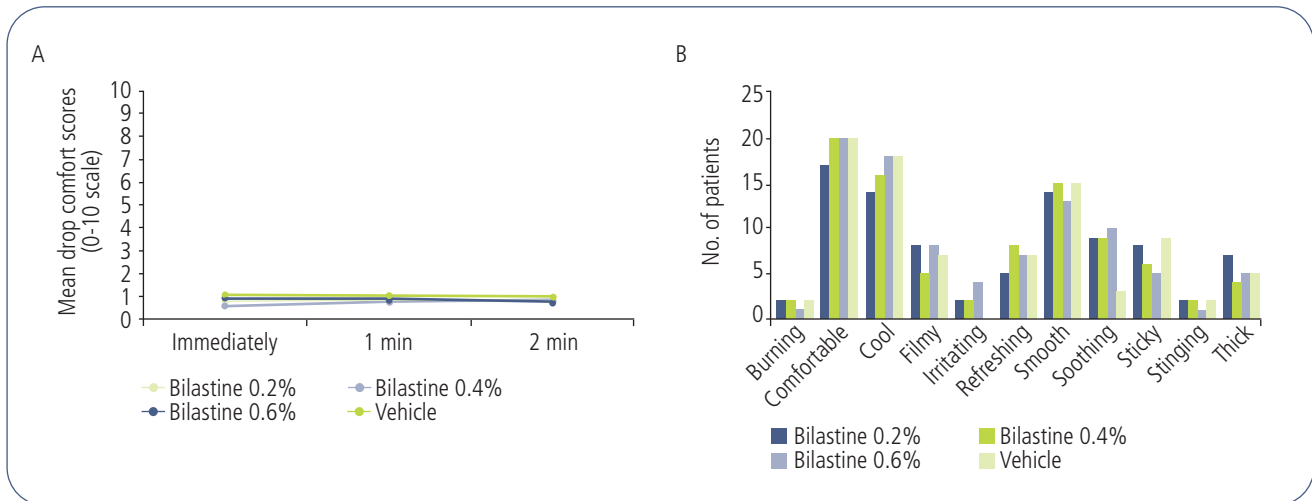 A
Mean drop comfort scores
(0-10 scale)
10
9
8
7
6
5
4
3
2
1
0
Immediately
1 min
2 min
Bilastine 0.2%
Bilastine 0.4%
Bilastine 0.6%
Vehicle
B
No. of patients
25
20
15
10
5
0
Burning
Comfortable
Cool
Filmy
Irritating
Refreshing
Smooth
Soothing
Sticky
Stinging
Thick
Bilastine 0.2%
Bilastine 0.4%
Bilastine 0.6%
Vehicle